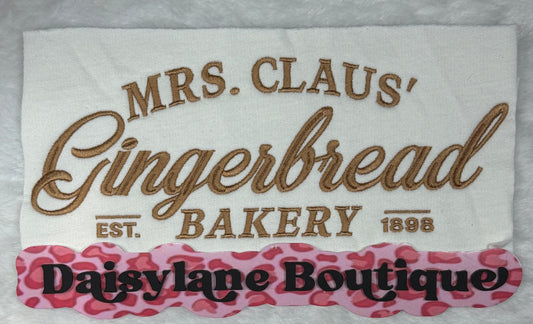 MRS. CLAUS'
Gingerbread
EST. BAKERY 1898
Daisylane Boutique